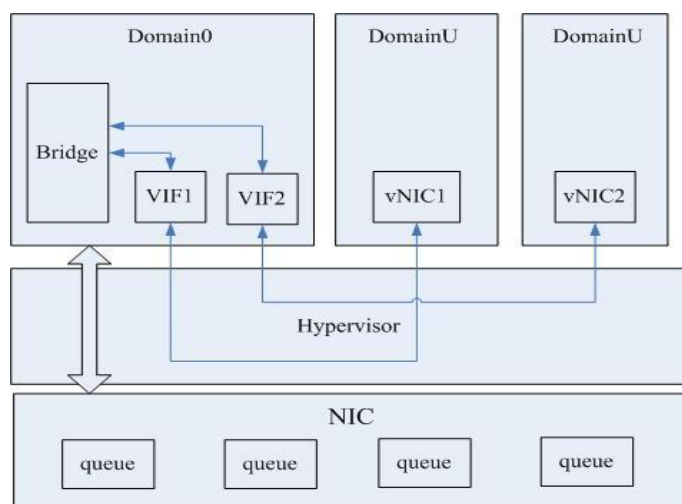 Domain0
DomainU
DomainU
Bridge
VIF1
VIF2
vNIC1
vNIC2
Hypervisor
NIC
queue
queue
queue
queue